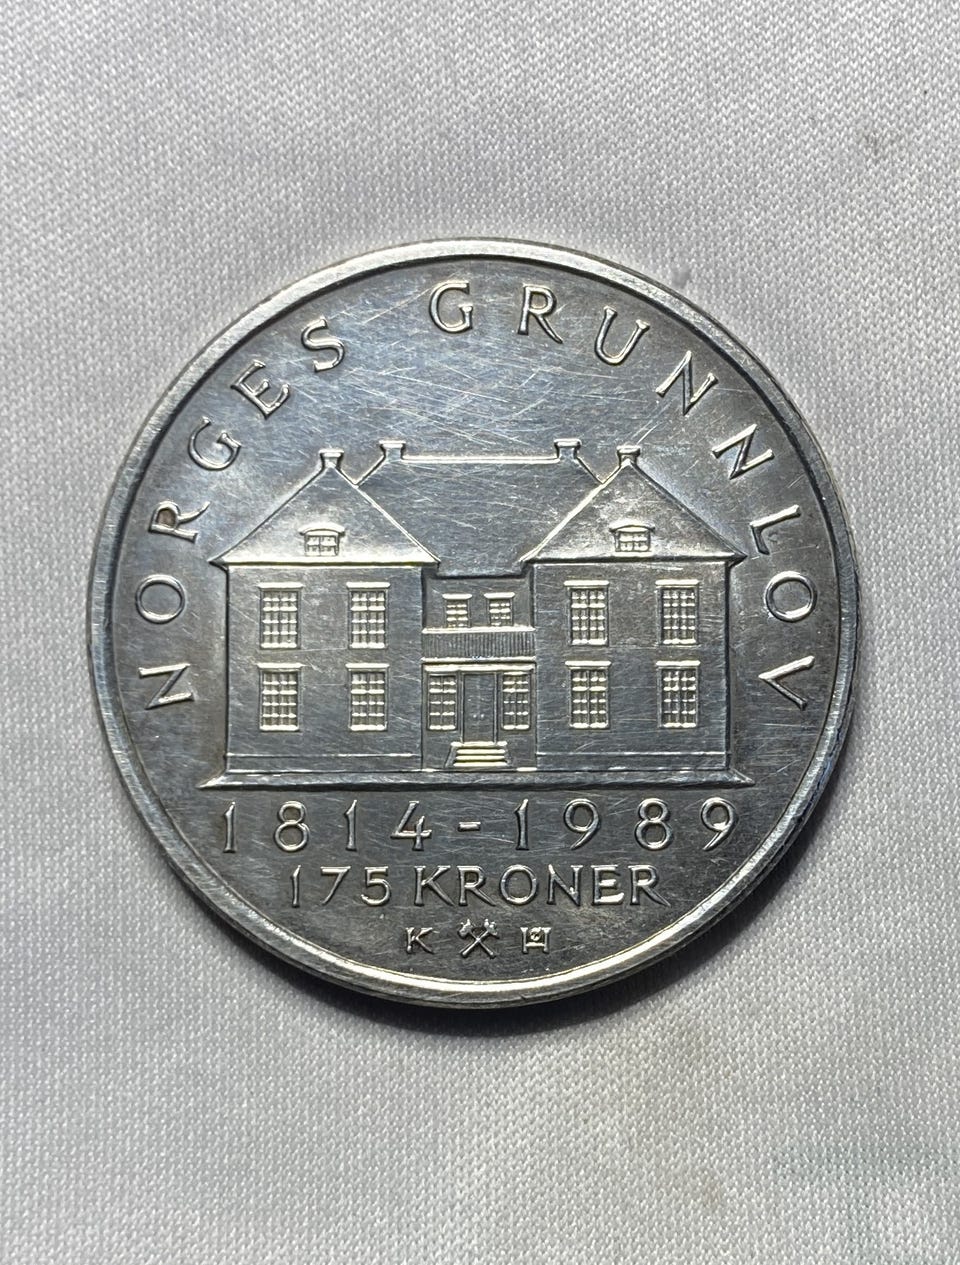 NORGES GRUNNLOV
1814-1989
175 KRONER
K H